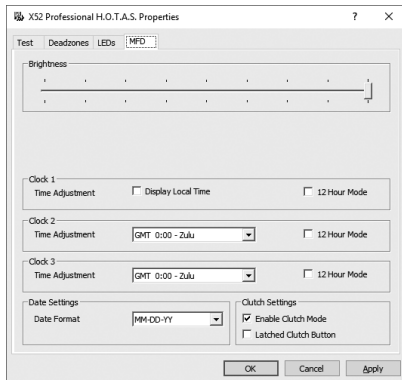 X52 Professional H.O.T.A.S. Properties ? ×
Test Deadzones LEDs MFD
Brightness
Clock 1
Time Adjustment Display Local Time 12 Hour Mode
Clock 2
Time Adjustment GMT 0:00 - Zulu 12 Hour Mode
Clock 3
Time Adjustment GMT 0:00 - Zulu 12 Hour Mode
Date Settings Clutch Settings
Date Format MM-DD-YY Enable Clutch Mode
Latched Clutch Button
OK Cancel Apply